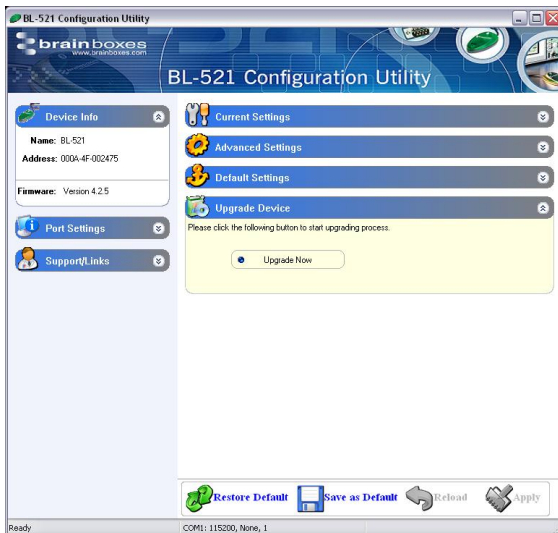 BL-521 Configuration Utility
brainboxes
www.brainboxes.com
BL-521 Configuration Utility
Device Info
Name: BL-521
Address: 000A-4F-002475
Firmware: Version 4.2.5
Port Settings
Support/Links
Current Settings
Advanced Settings
Default Settings
Upgrade Device
Please click the following button to start upgrading process.
Upgrade Now
Restore Default
Save as Default
Reload
Apply
Ready
COM1: 115200, None, 1